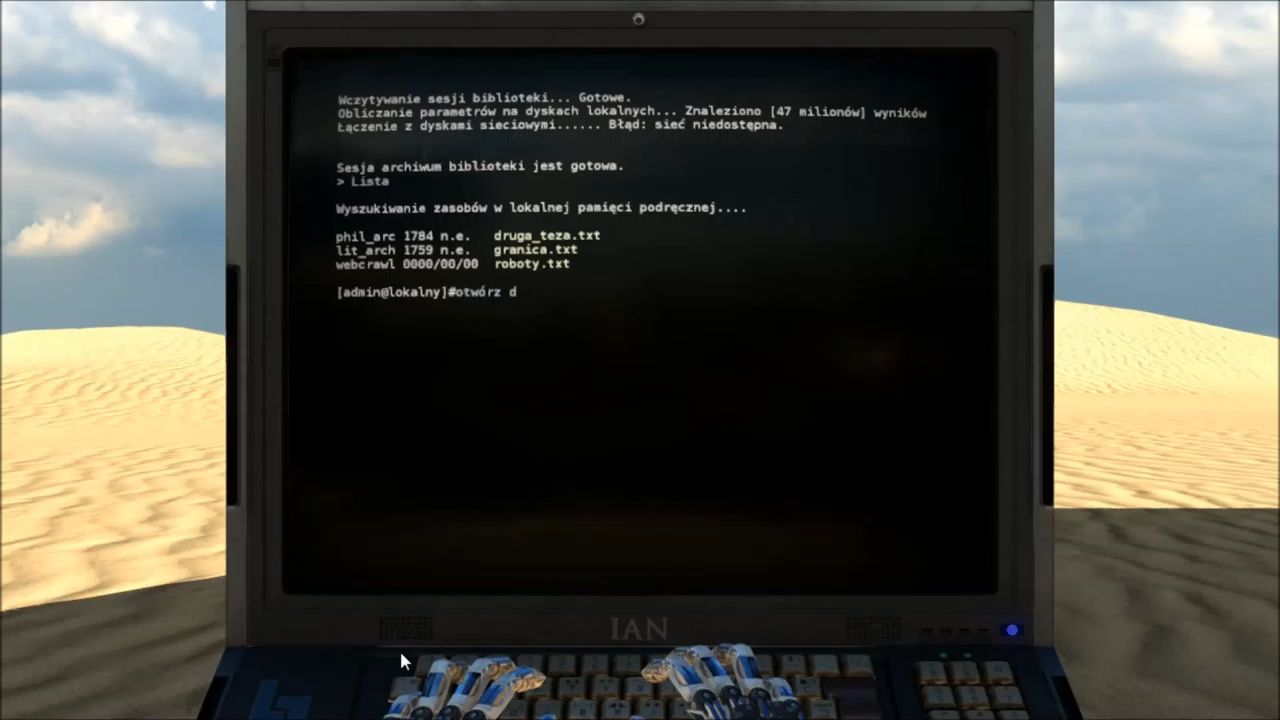 Wczytywanie sesji biblioteki... Gotowe.
Obliczanie parametrów na dyskach lokalnych... Znaleziono [47 milionów] wyników
Łączenie z dyskami sieciowymi...... Błąd: sieć niedostępna.
Sesja archiwum biblioteki jest gotowa.
> Lista
Wyszukiwanie zasobów w lokalnej pamięci podręcznej....
phil_arc 1784 n.e. druga_teza.txt
lit_arch 1759 n.e. granica.txt
webcrawl 0000/00/00 roboty.txt
[admin@lokalny]#otwórz d
IAN